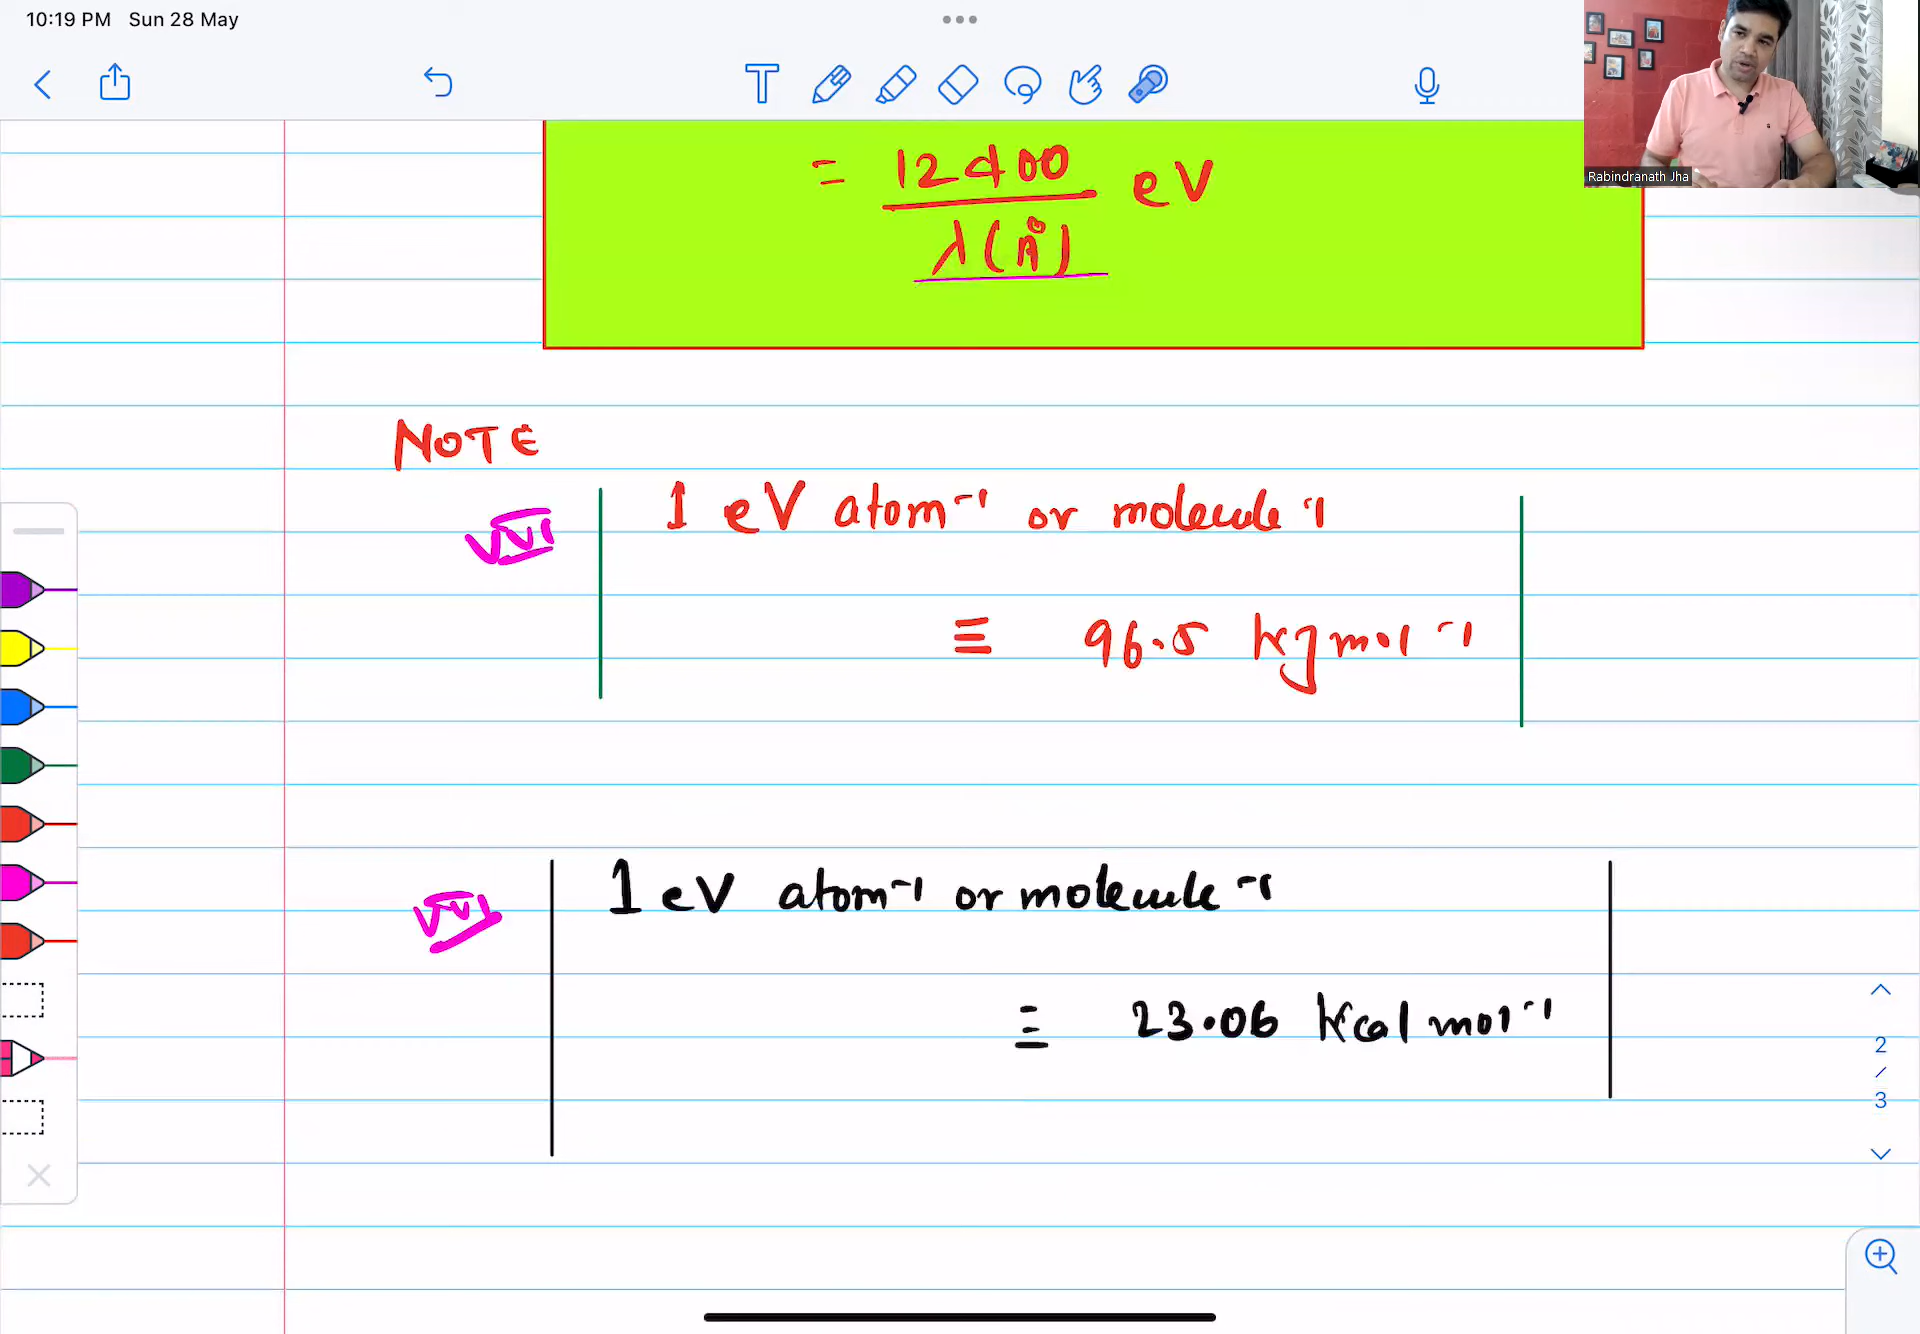 10:19 PM Sun 28 May
Rabindranath Jha
= 12400 eV
λ(Å)
NOTE
VVI
1 eV atom⁻¹ or molecule⁻¹
≡ 96.5 kJ mol⁻¹
VVI
1 eV atom⁻¹ or molecule⁻¹
≡ 23.06 kcal mol⁻¹
2
/
3